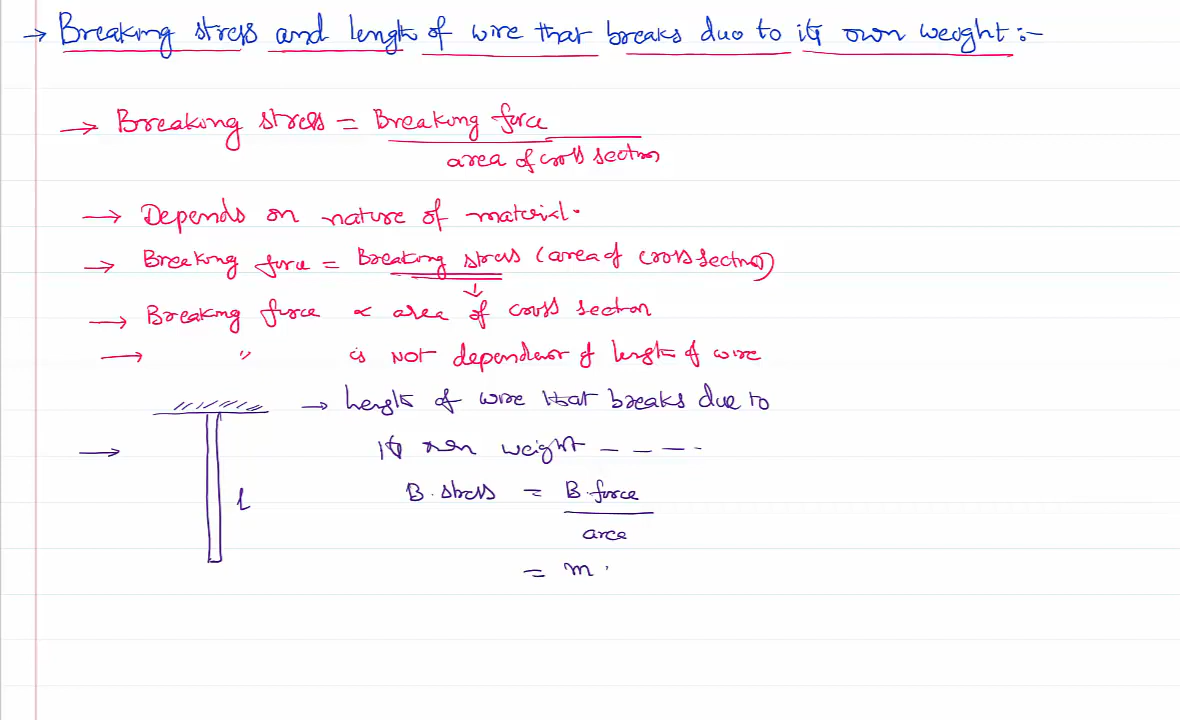 → Breaking stress and length of wire that breaks due to its own weight :-
→ Breaking stress = Breaking force
area of cross section
→ Depends on nature of material.
→ Breaking force = Breaking stress (area of cross section)
→ Breaking force ∝ area of cross section
→ " is not dependent of length of wire
→ Length of wire that breaks due to
→ its own weight – – – –
l
B. stress = B. force
area
= m.